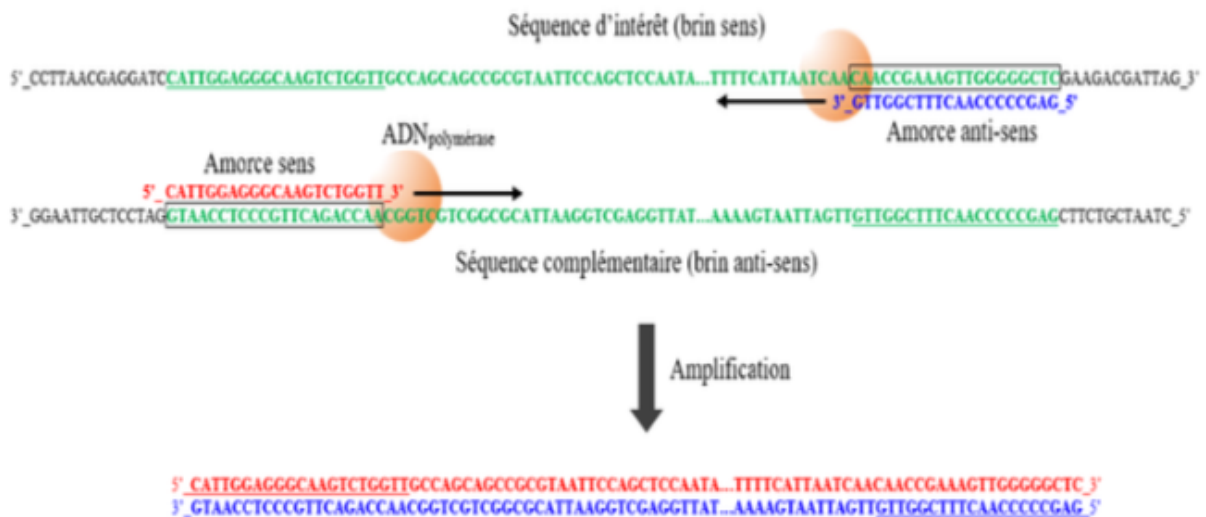 Séquence d'intérêt (brin sens)
5'_CCTTAACGAGGATCCATTGGAGGGCAAGTCTGGTTGCCAGCAGCCGCGTAATTCCAGCTCCAATA...TTTTCATTAATCAACAACCGAAAGTTGGGGGCTCGAAGACGATTAG_3'
3'_GTTGGCTTTCAACCCCCGAG_5'
Amorce anti-sens
ADNpolymérase
Amorce sens
5'_CATTGGAGGGCAAGTCTGGTT_3'
3'_GGAATTGCTCCTAGGTAACCTCCCGTTCAGACCAACGGTCGTCGGCGCATTAAGGTCGAGGTTAT...AAAAGTAATTAGTTGTTGGCTTTCAACCCCCGAGCTTCTGCTAATC_5'
Séquence complémentaire (brin anti-sens)
Amplification
5'_CATTGGAGGGCAAGTCTGGTTGCCAGCAGCCGCGTAATTCCAGCTCCAATA...TTTTCATTAATCAACAACCGAAAGTTGGGGGCTC_3'
3'_GTAACCTCCCGTTCAGACCAACGGTCGTCGGCGCATTAAGGTCGAGGTTAT...AAAAGTAATTAGTTGTTGGCTTTCAACCCCCGAG_5'